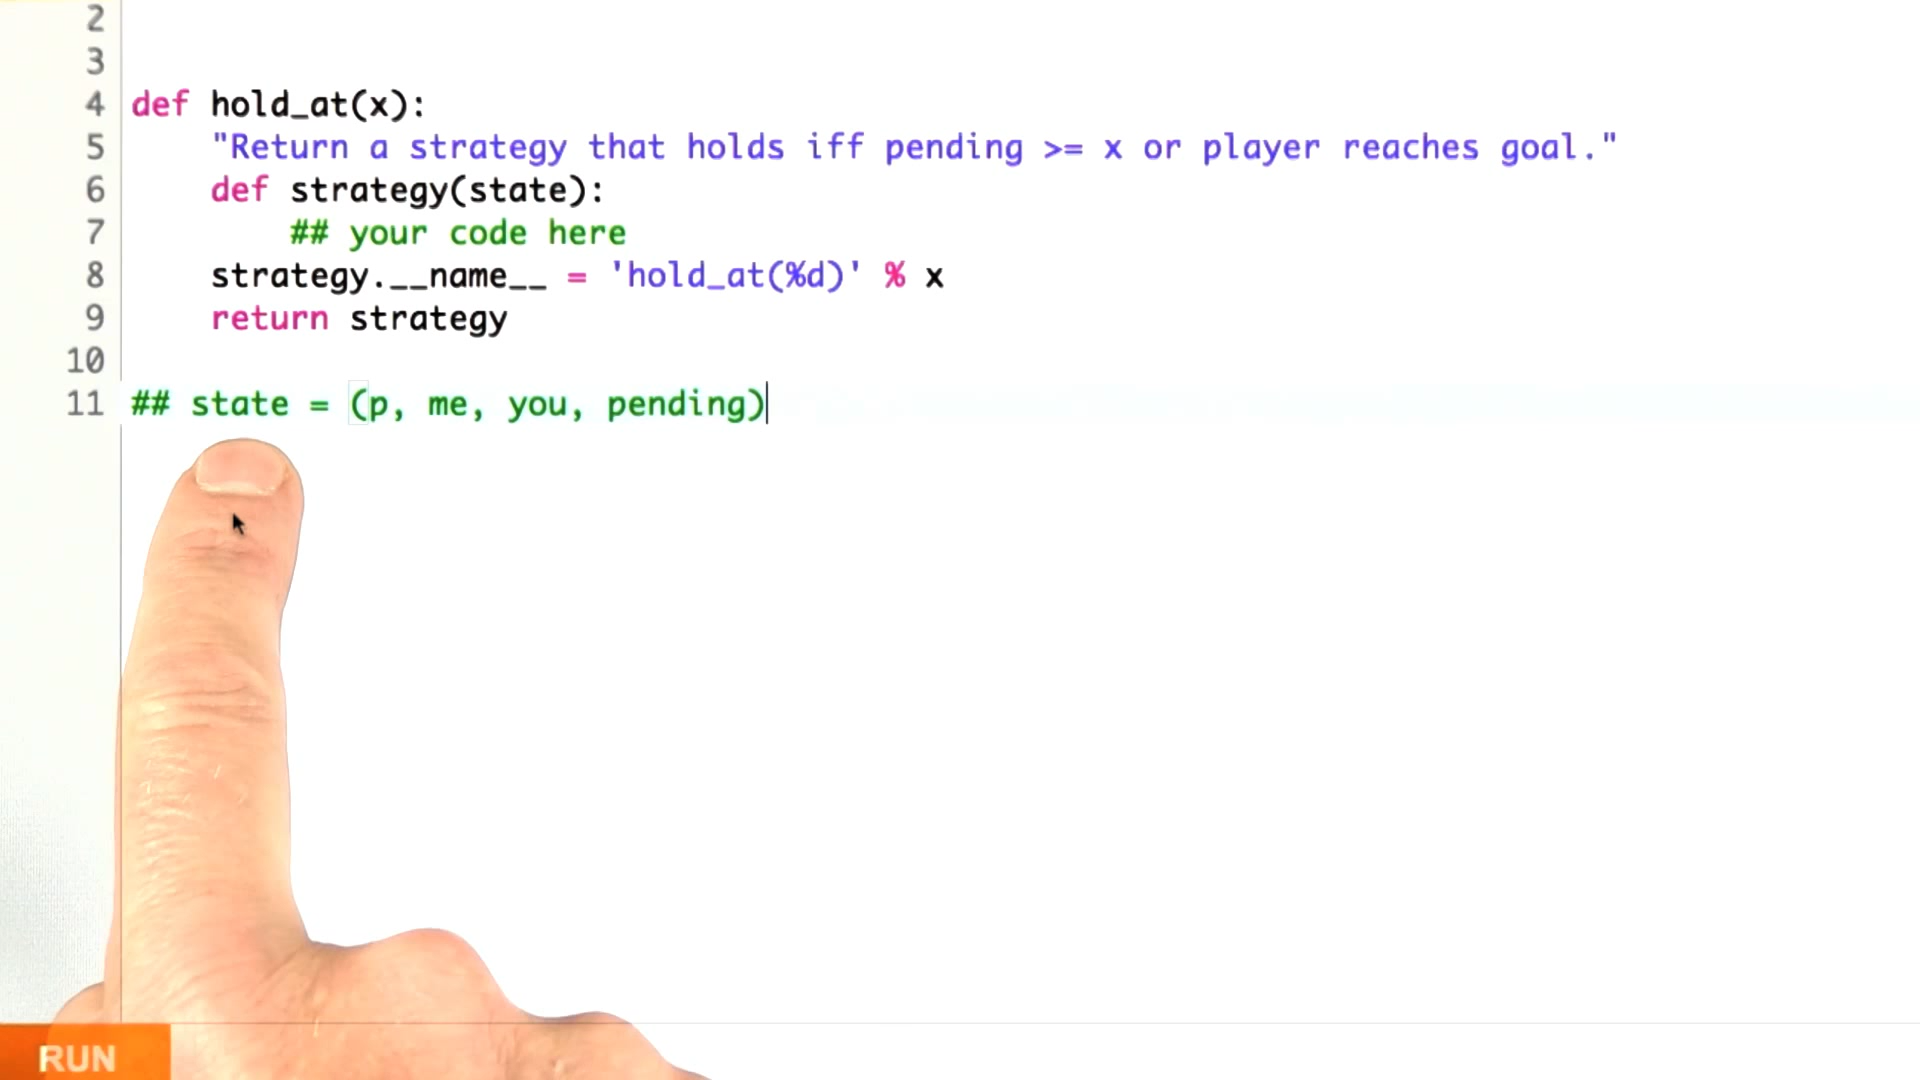 2
3
4 def hold_at(x):
5 "Return a strategy that holds iff pending >= x or player reaches goal."
6 def strategy(state):
7 ## your code here
8 strategy.__name__ = 'hold_at(%d)' % x
9 return strategy
10
11 ## state = (p, me, you, pending)
RUN